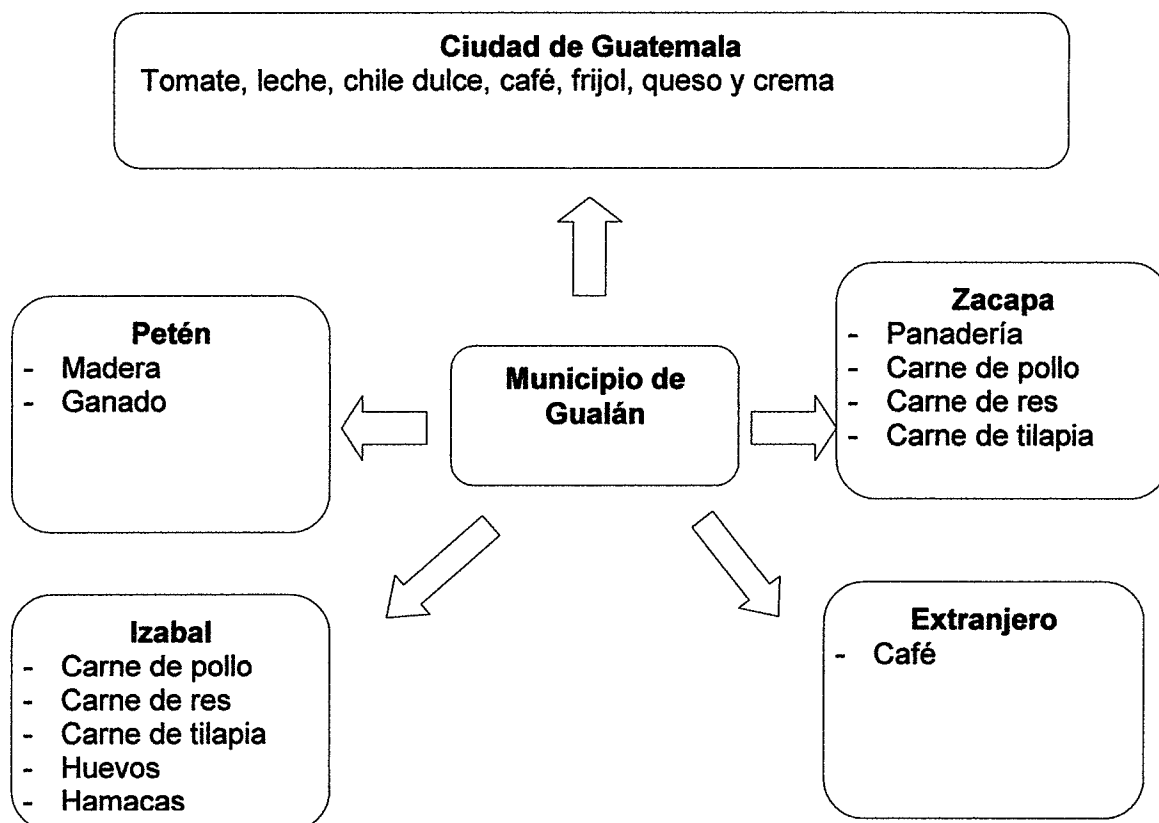 Ciudad de Guatemala
Tomate, leche, chile dulce, café, frijol, queso y crema
Petén
- Madera
- Ganado
Municipio de
Gualán
Zacapa
- Panadería
- Carne de pollo
- Carne de res
- Carne de tilapia
Izabal
- Carne de pollo
- Carne de res
- Carne de tilapia
- Huevos
- Hamacas
Extranjero
- Café